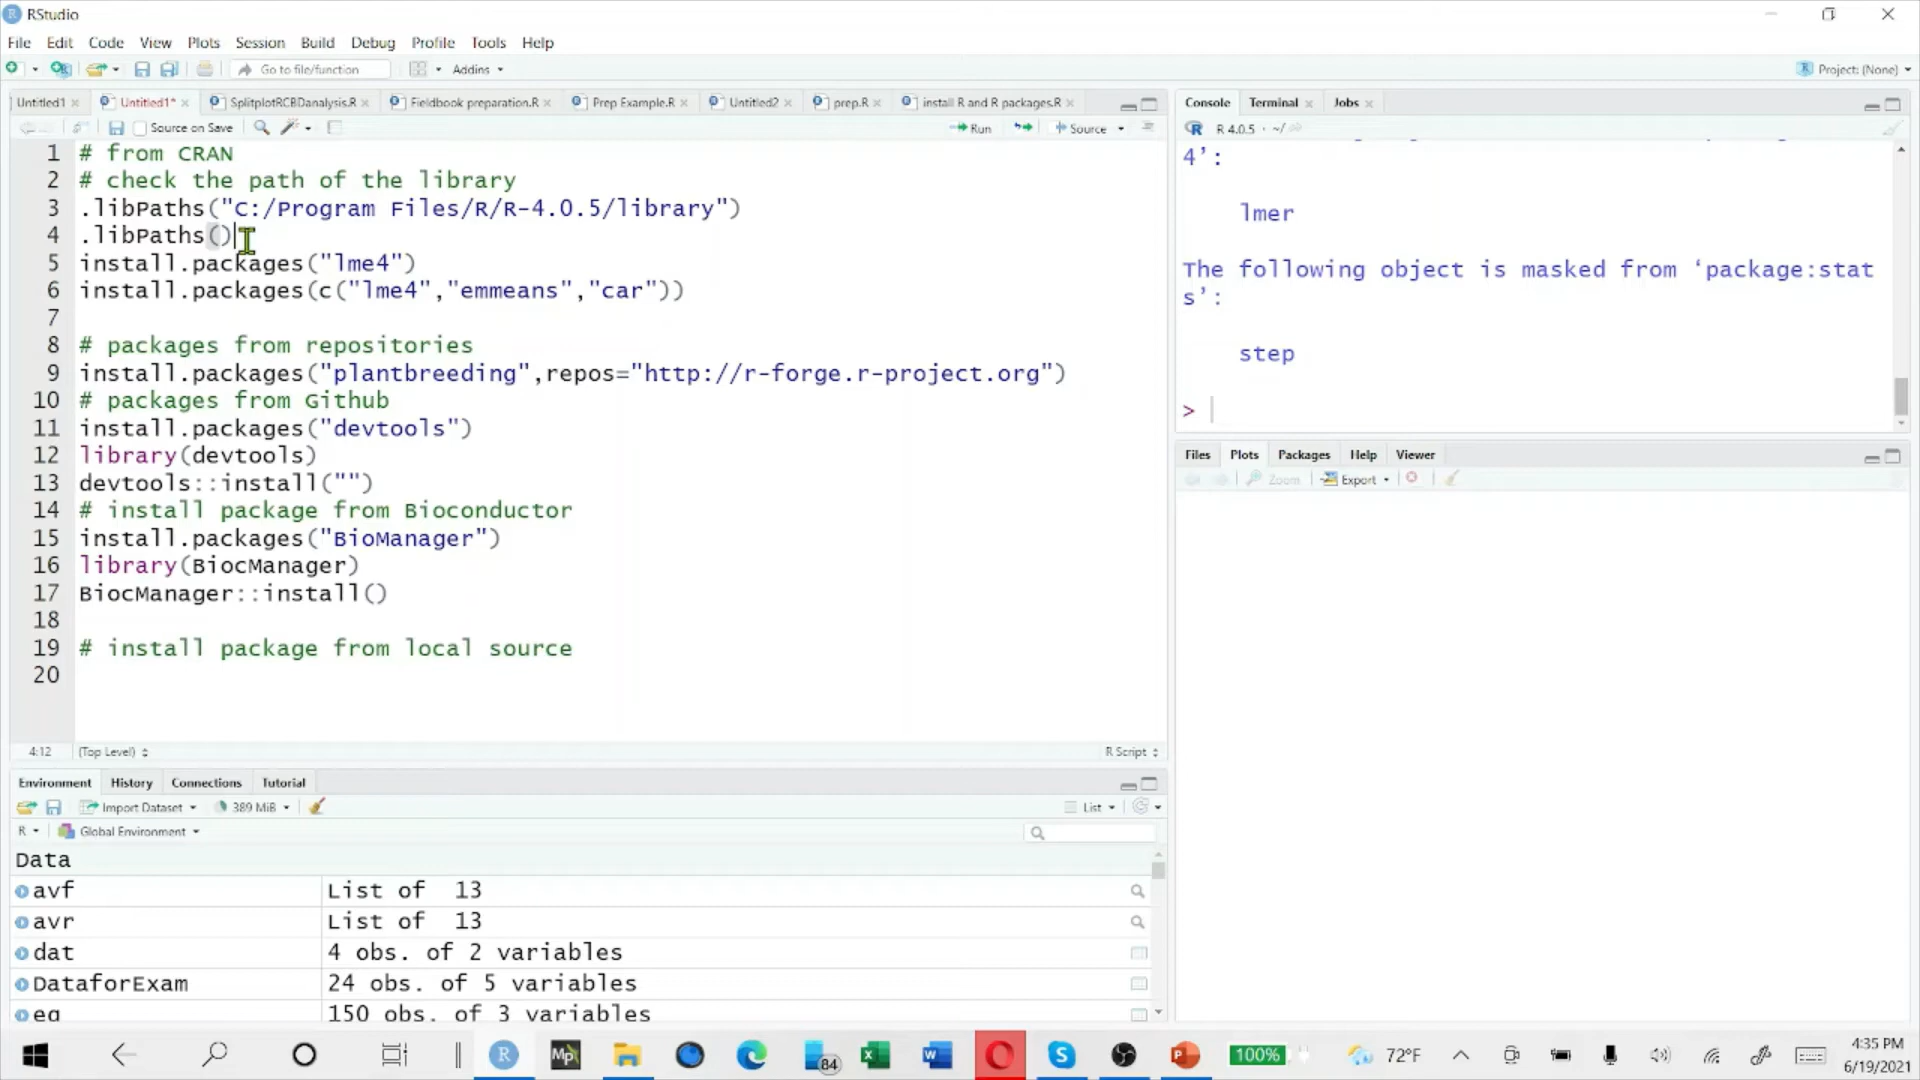 RStudio
File Edit Code View Plots Session Build Debug Profile Tools Help
Go to file/function Addins Project: (None)
Untitled1 Untitled1* SplitplotRCBDanalysis.R Fieldbook preparation.R Prep Example.R Untitled2 prep.R install R and R packages.R
Source on Save Run Source
1 # from CRAN
2 # check the path of the library
3 .libPaths("C:/Program Files/R/R-4.0.5/library")
4 .libPaths()
5 install.packages("lme4")
6 install.packages(c("lme4","emmeans","car"))
7
8 # packages from repositories
9 install.packages("plantbreeding",repos="http://r-forge.r-project.org")
10 # packages from Github
11 install.packages("devtools")
12 library(devtools)
13 devtools::install("")
14 # install package from Bioconductor
15 install.packages("BioManager")
16 library(BiocManager)
17 BiocManager::install()
18
19 # install package from local source
20
4:12 (Top Level) R Script
Environment History Connections Tutorial
Import Dataset 389 MiB List
R Global Environment
Data
avf List of 13
avr List of 13
dat 4 obs. of 2 variables
DataforExam 24 obs. of 5 variables
eg 150 obs. of 3 variables
Console Terminal Jobs
R 4.0.5 · ~/
4’:
lmer
The following object is masked from ‘package:stat
s’:
step
>
Files Plots Packages Help Viewer
Zoom Export
84 100% 72°F 4:35 PM
6/19/2021